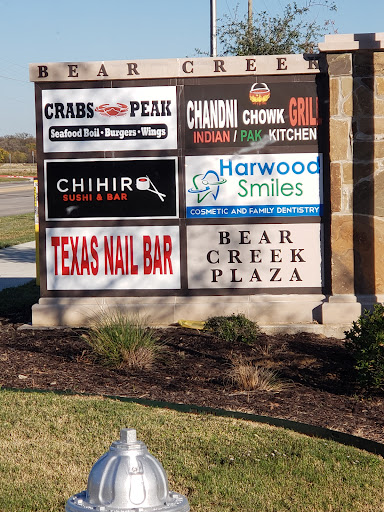 BEAR CREEK
CRABS PEAK
Seafood Boil • Burgers • Wings
CHANDNI CHOWK GRILL
INDIAN / PAK KITCHEN
CHIHIRO
SUSHI & BAR
Harwood
Smiles
COSMETIC AND FAMILY DENTISTRY
TEXAS NAIL BAR
BEAR
CREEK
PLAZA